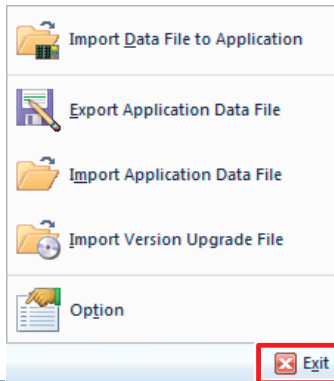 Import Data File to Application
Export Application Data File
Import Application Data File
Import Version Upgrade File
Option
Exit